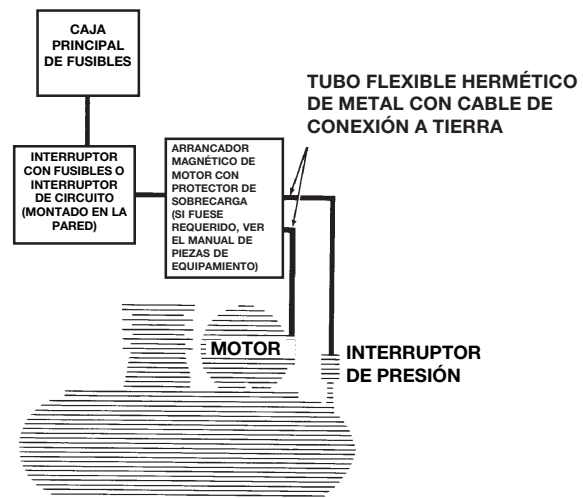 CAJA
PRINCIPAL
DE FUSIBLES
TUBO FLEXIBLE HERMÉTICO
DE METAL CON CABLE DE
CONEXIÓN A TIERRA
INTERRUPTOR
CON FUSIBLES O
INTERRUPTOR
DE CIRCUITO
(MONTADO EN LA
PARED)
ARRANCADOR
MAGNÉTICO DE
MOTOR CON
PROTECTOR DE
SOBRECARGA
(SI FUESE
REQUERIDO, VER
EL MANUAL DE
PIEZAS DE
EQUIPAMIENTO)
MOTOR
INTERRUPTOR
DE PRESIÓN